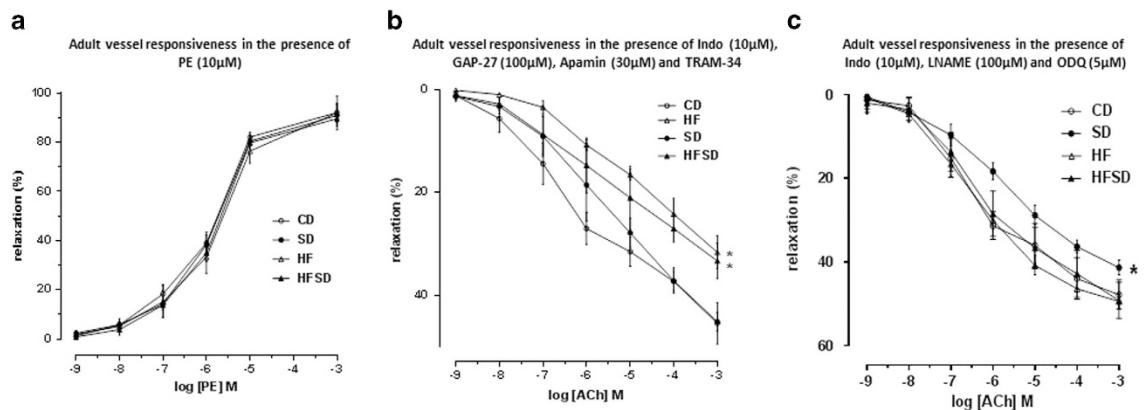 a
Adult vessel responsiveness in the presence of
PE (10µM)
100
80
60
40
20
0
relaxation (%)
CD
SD
HF
HFSD
-9 -8 -7 -6 -5 -3
log [PE] M
b
Adult vessel responsiveness in the presence of Indo (10µM),
GAP-27 (100µM), Apamin (30µM) and TRAM-34
0
20
40
relaxation (%)
CD
HF
SD
HFSD
*
*
-9 -8 -7 -6 -5 -4 -3
log [ACh] M
c
Adult vessel responsiveness in the presence of
Indo (10µM), LNAME (100µM) and ODQ (5µM)
0
20
40
60
relaxation (%)
CD
SD
HF
HFSD
*
-9 -8 -7 -6 -5 -4 -3
log [ACh] M